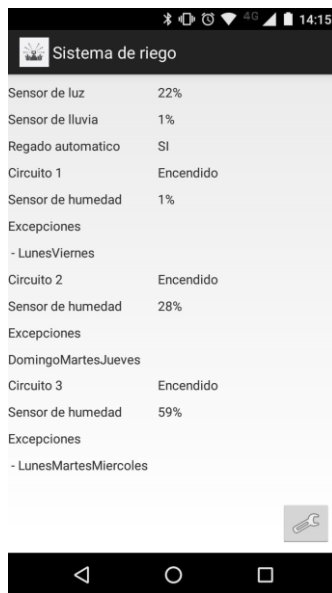 4G 14:15
Sistema de riego
Sensor de luz 22%
Sensor de lluvia 1%
Regado automatico SI
Circuito 1 Encendido
Sensor de humedad 1%
Excepciones
- LunesViernes
Circuito 2 Encendido
Sensor de humedad 28%
Excepciones
DomingoMartesJueves
Circuito 3 Encendido
Sensor de humedad 59%
Excepciones
- LunesMartesMiercoles